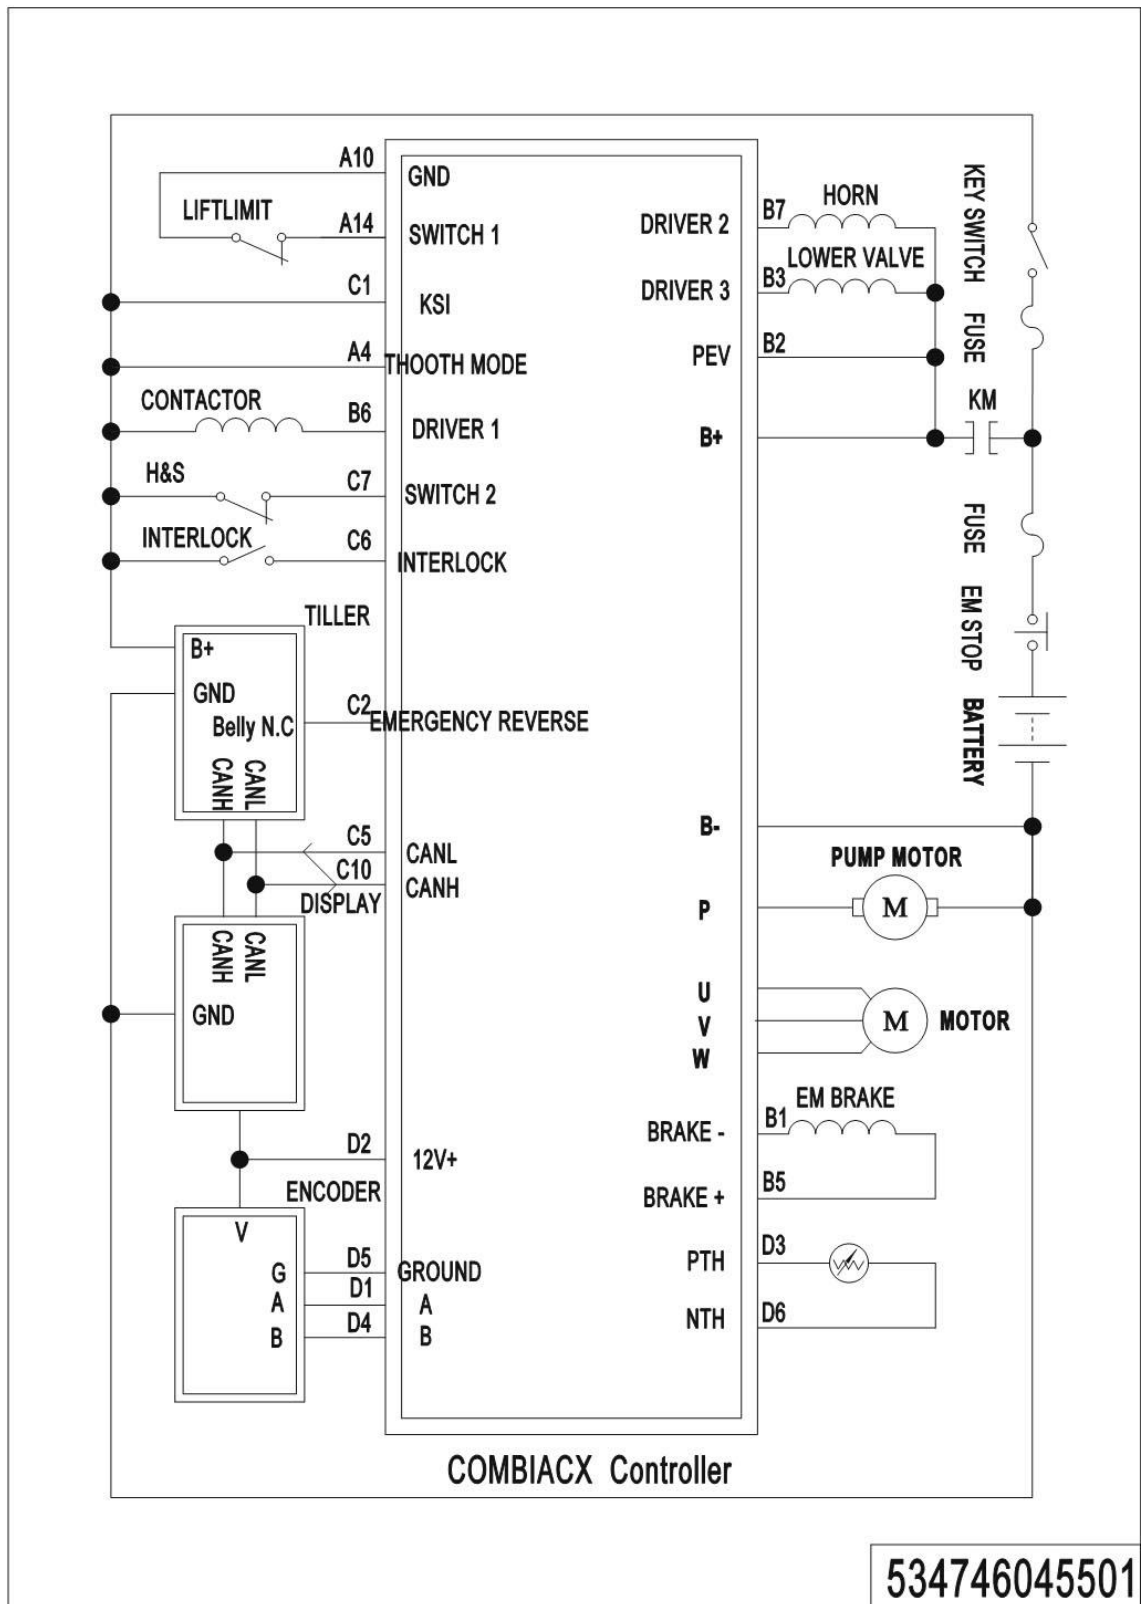 A10
GND
LIFTLIMIT
A14
SWITCH 1
C1
KSI
A4
THOOTH MODE
CONTACTOR
B6
DRIVER 1
H&S
C7
SWITCH 2
INTERLOCK
C6
INTERLOCK
TILLER
B+
GND
Belly N.C
CANH
CANL
C2
EMERGENCY REVERSE
C5
CANL
C10
CANH
DISPLAY
CANH
CANL
GND
D2
12V+
ENCODER
V
G
D5
GROUND
A
D1
A
B
D4
B
DRIVER 2
B7
HORN
DRIVER 3
B3
LOWER VALVE
PEV
B2
B+
KM
KEY SWITCH
FUSE
FUSE
EM STOP
BATTERY
B-
PUMP MOTOR
P
M
U
V
W
M
MOTOR
EM BRAKE
BRAKE -
B1
BRAKE +
B5
PTH
D3
NTH
D6
COMBIACX Controller
534746045501